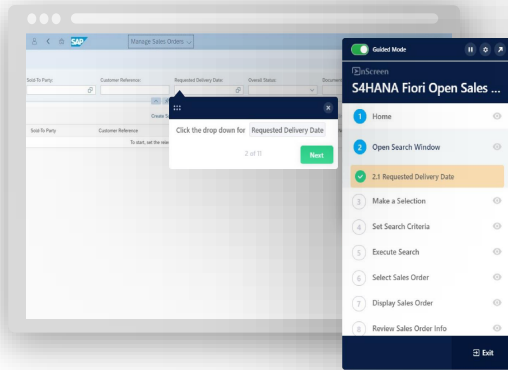 SAP
Manage Sales Orders
Sold-To Party:
Customer Reference:
Requested Delivery Date:
Overall Status:
Sold-To Party
Customer Reference
Click the drop down for Requested Delivery Date
2 of 11
Next
Guided Mode
OnScreen
S4HANA Fiori Open Sales ...
1 Home
2 Open Search Window
2.1 Requested Delivery Date
3 Make a Selection
4 Set Search Criteria
5 Execute Search
6 Select Sales Order
7 Display Sales Order
8 Review Sales Order Info
Exit